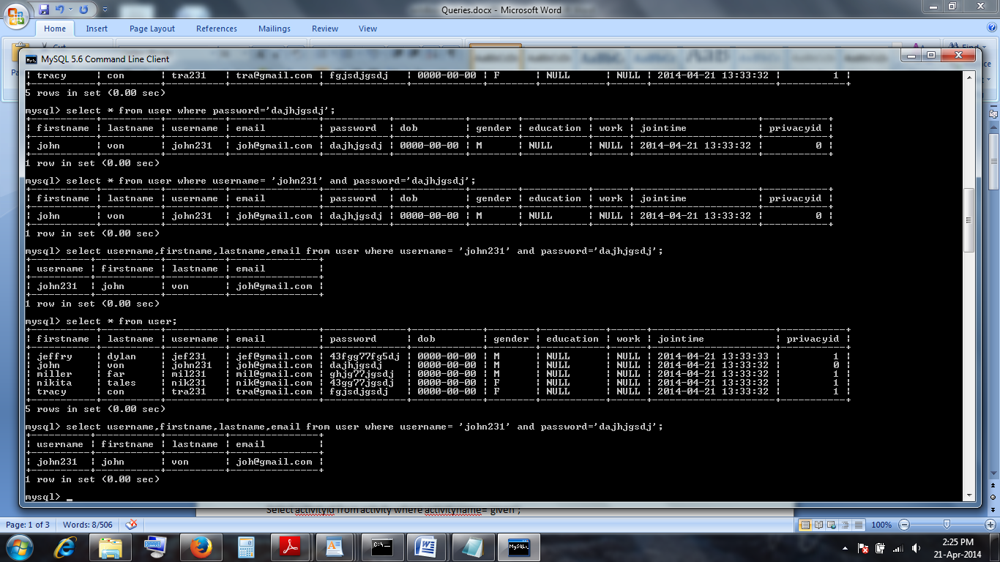 Queries.docx - Microsoft Word
Home Insert Page Layout References Mailings Review View
Cut
Find
MySQL 5.6 Command Line Client
| tracy | con | tra231 | tra@gmail.com | fgjsdjgsdj | 0000-00-00 | F | NULL | NULL | 2014-04-21 13:33:32 | 1 |
5 rows in set (0.00 sec)
mysql> select * from user where password='dajhjgsdj';
| firstname | lastname | username | email | password | dob | gender | education | work | jointime | privacyid |
| john | von | john231 | joh@gmail.com | dajhjgsdj | 0000-00-00 | M | NULL | NULL | 2014-04-21 13:33:32 | 0 |
1 row in set (0.00 sec)
mysql> select * from user where username= 'john231' and password='dajhjgsdj';
| firstname | lastname | username | email | password | dob | gender | education | work | jointime | privacyid |
| john | von | john231 | joh@gmail.com | dajhjgsdj | 0000-00-00 | M | NULL | NULL | 2014-04-21 13:33:32 | 0 |
1 row in set (0.00 sec)
mysql> select username,firstname,lastname,email from user where username= 'john231' and password='dajhjgsdj';
| username | firstname | lastname | email |
| john231 | john | von | joh@gmail.com |
1 row in set (0.00 sec)
mysql> select * from user;
| firstname | lastname | username | email | password | dob | gender | education | work | jointime | privacyid |
| jeffry | dylan | jef231 | jef@gmail.com | 43fgg77fg5dj | 0000-00-00 | M | NULL | NULL | 2014-04-21 13:33:33 | 1 |
| john | von | john231 | joh@gmail.com | dajhjgsdj | 0000-00-00 | M | NULL | NULL | 2014-04-21 13:33:32 | 0 |
| miller | far | mil231 | mil@gmail.com | ghjg77jgsdj | 0000-00-00 | M | NULL | NULL | 2014-04-21 13:33:32 | 1 |
| nikita | tales | nik231 | nik@gmail.com | 43gg77jgsdj | 0000-00-00 | F | NULL | NULL | 2014-04-21 13:33:32 | 1 |
| tracy | con | tra231 | tra@gmail.com | fgjsdjgsdj | 0000-00-00 | F | NULL | NULL | 2014-04-21 13:33:32 | 1 |
5 rows in set (0.00 sec)
mysql> select username,firstname,lastname,email from user where username= 'john231' and password='dajhjgsdj';
| username | firstname | lastname | email |
| john231 | john | von | joh@gmail.com |
1 row in set (0.00 sec)
mysql> _
Select activityid from activity where activityname= 'given';
Page: 1 of 3 Words: 8/506 100%
2:25 PM
21-Apr-2014